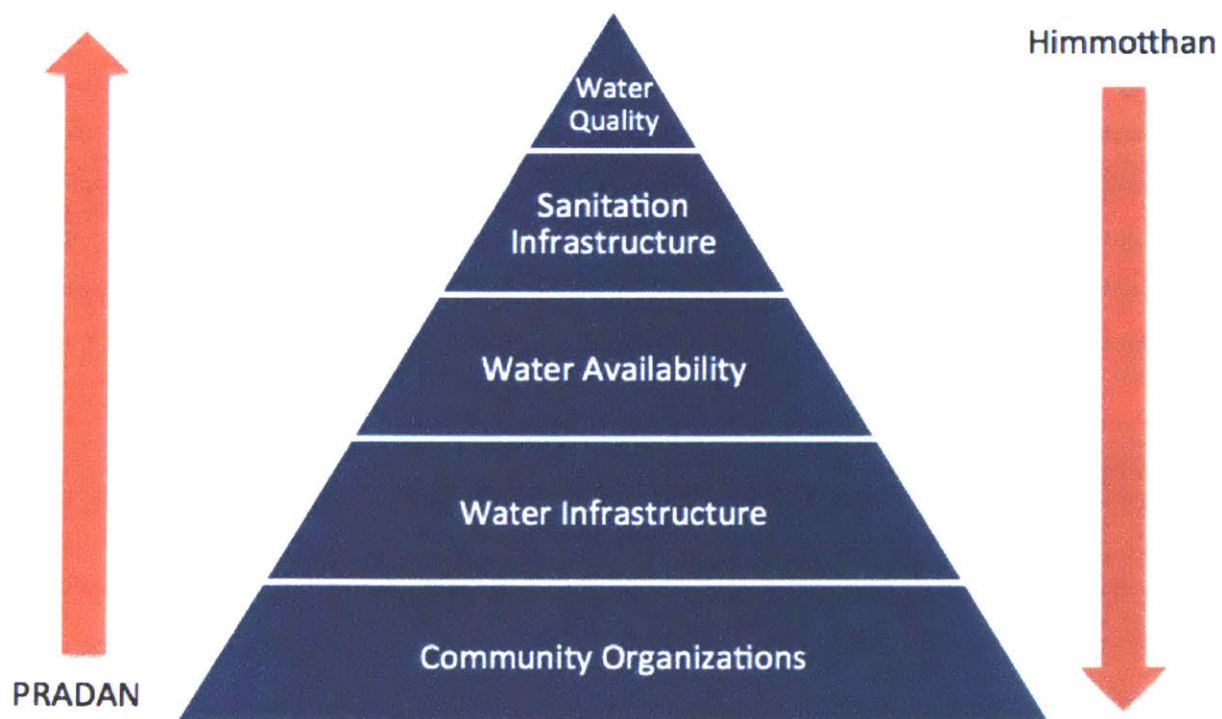 Himmotthan
Water
Quality
Sanitation
Infrastructure
Water Availability
Water Infrastructure
Community Organizations
PRADAN